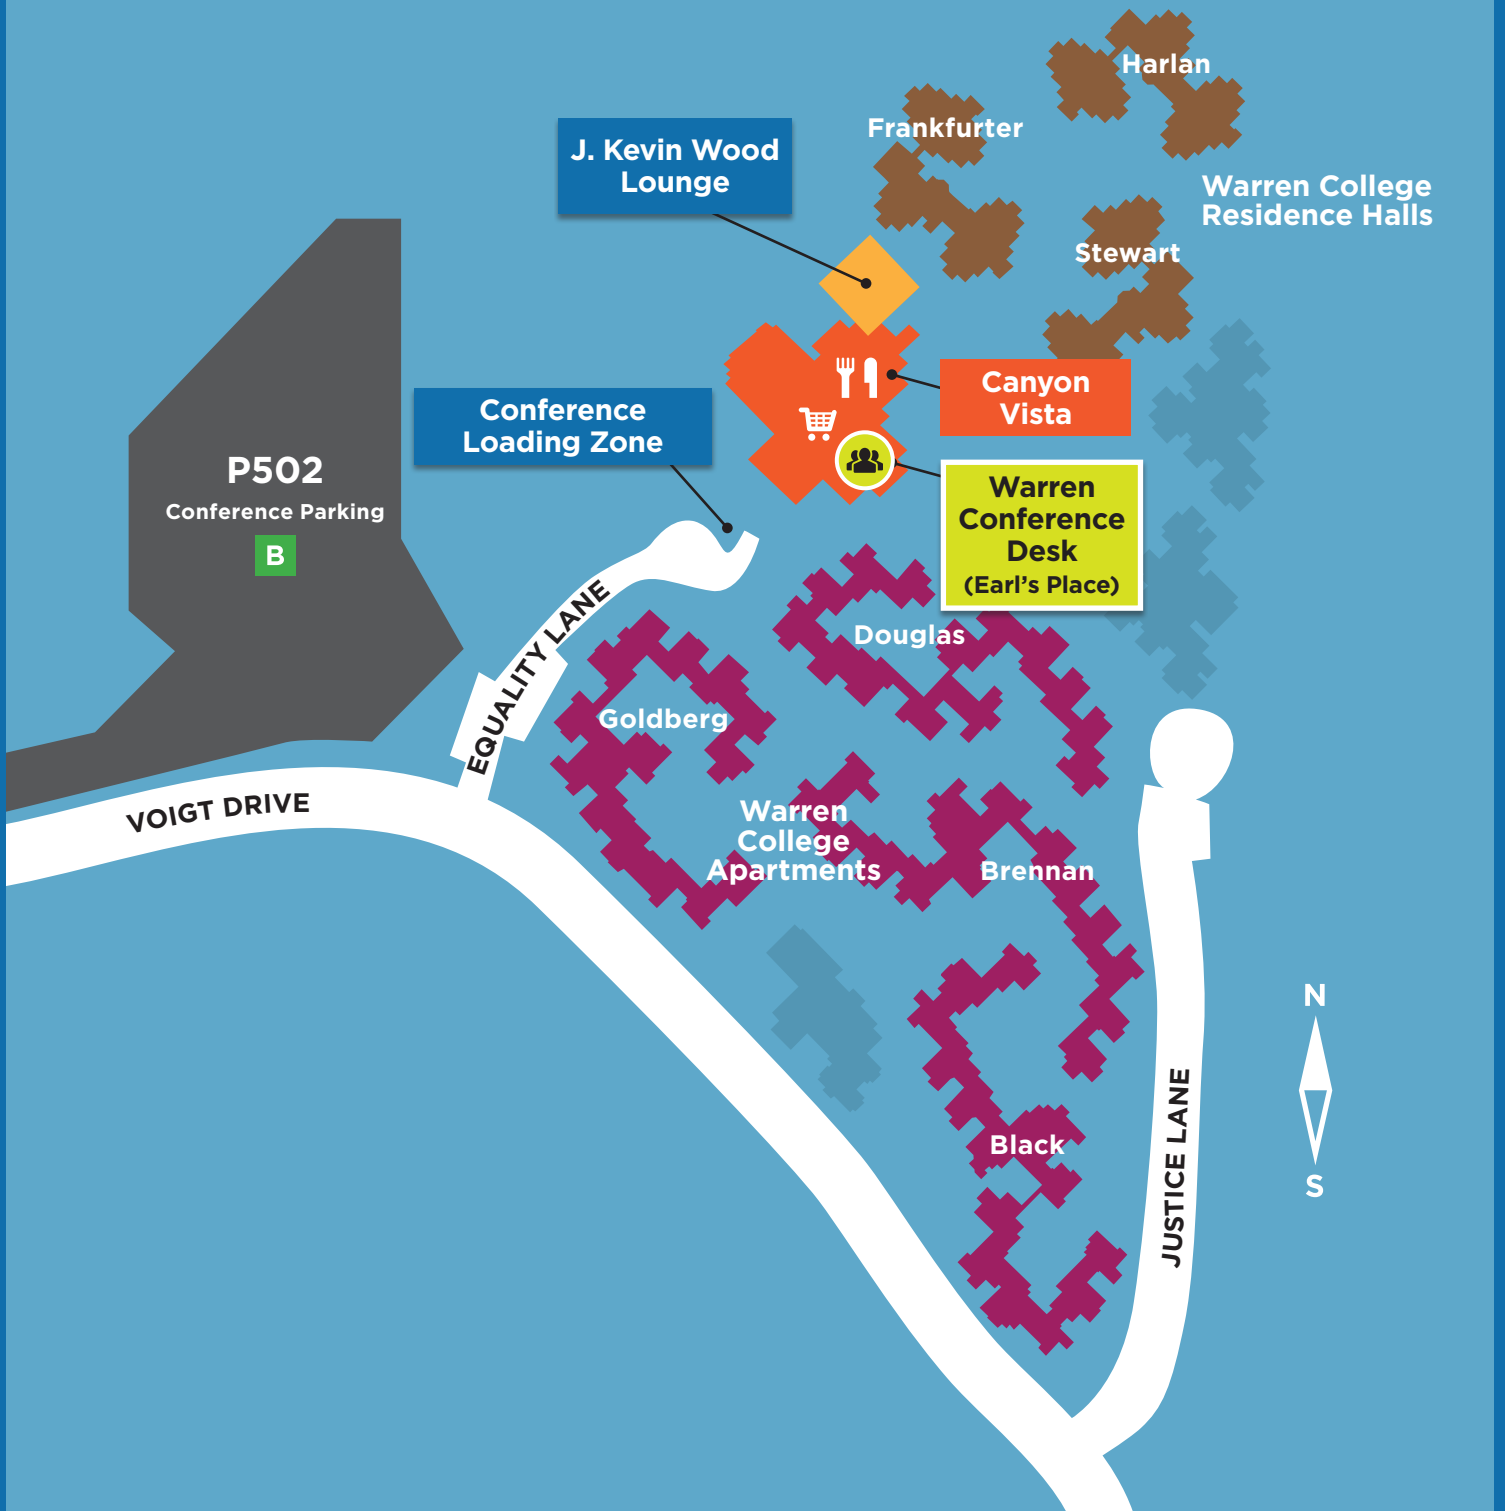 Harlan
Frankfurter
J. Kevin Wood
Lounge
Warren College
Residence Halls
Stewart
Canyon
Vista
Conference
Loading Zone
P502
Conference Parking
B
Warren
Conference
Desk
(Earl's Place)
EQUALITY LANE
Douglas
Goldberg
VOIGT DRIVE
Warren
College
Apartments
Brennan
N
S
Black
JUSTICE LANE